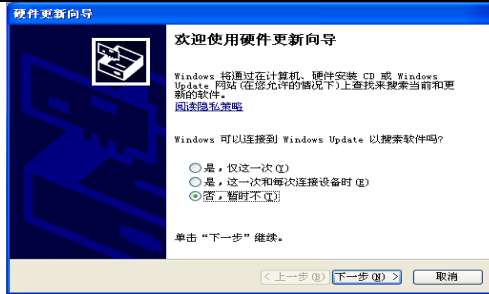 硬件更新向导
欢迎使用硬件更新向导
Windows 将通过在计算机、硬件安装 CD 或 Windows
Update 网站(在您允许的情况下)上查找来搜索当前和更
新的软件。
阅读隐私策略
Windows 可以连接到 Windows Update 以搜索软件吗?
是，仅这一次(Y)
是，这一次和每次连接设备时(E)
否，暂时不(T)
单击“下一步”继续。
<上一步(B) 下一步(N) > 取消